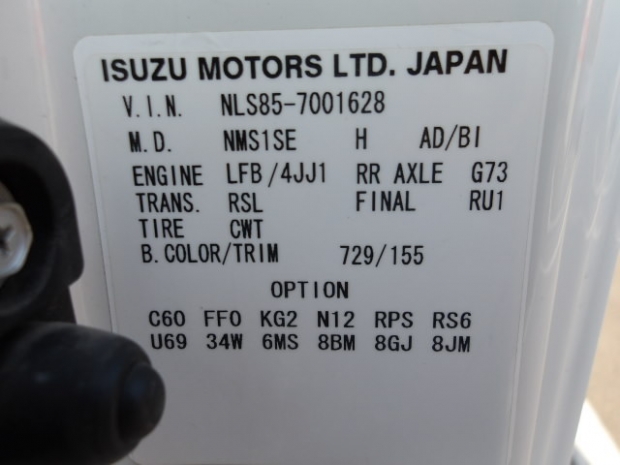 ISUZU MOTORS LTD. JAPAN
V.I.N. NLS85-7001628
M.D. NMS1SE H AD/BI
ENGINE LFB/4JJ1 RR AXLE G73
TRANS. RSL FINAL RU1
TIRE CWT
B.COLOR/TRIM 729/155
OPTION
C60 FF0 KG2 N12 RPS RS6
U69 34W 6MS 8BM 8GJ 8JM